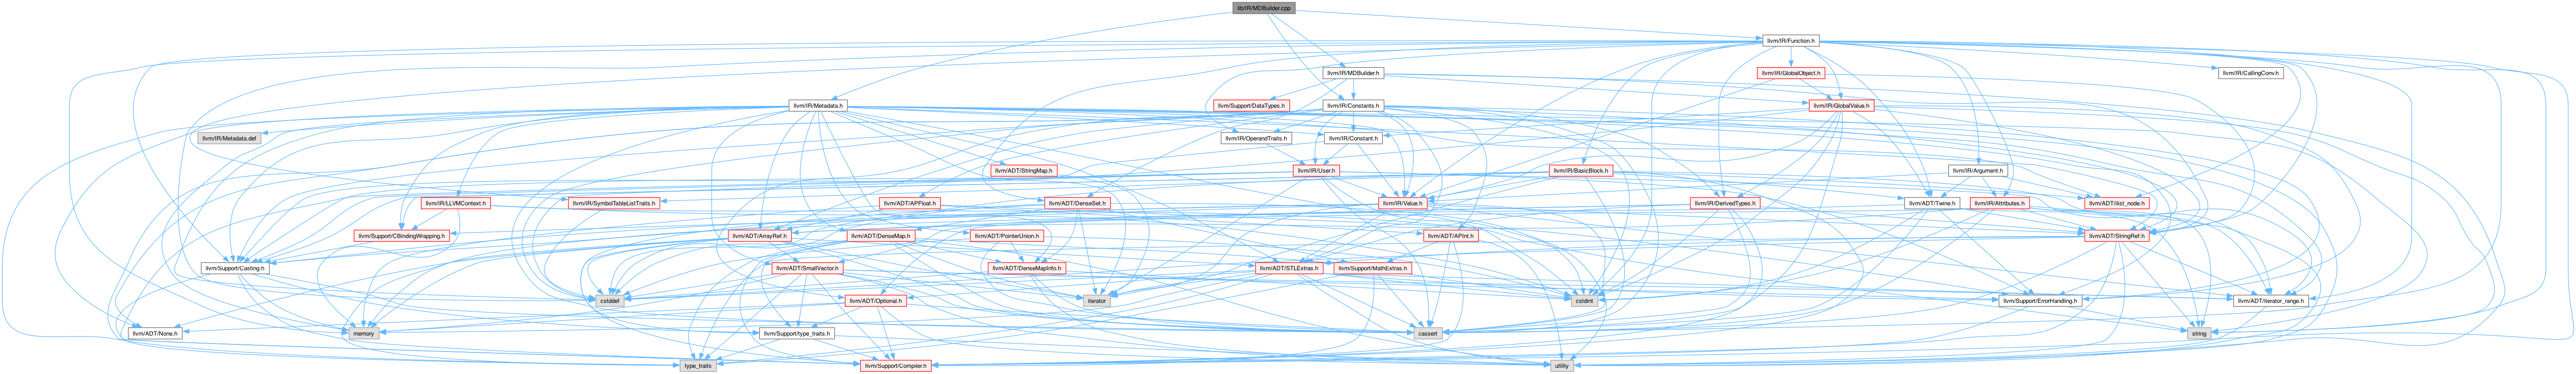 lib/IR/MDBuilder.cpp
llvm/IR/Function.h
llvm/IR/MDBuilder.h
llvm/IR/GlobalObject.h
llvm/IR/CallingConv.h
llvm/IR/Metadata.h
llvm/Support/DataTypes.h
llvm/IR/Constants.h
llvm/IR/GlobalValue.h
llvm/IR/Metadata.def
llvm/IR/OperandTraits.h
llvm/IR/Constant.h
llvm/ADT/StringMap.h
llvm/IR/User.h
llvm/IR/BasicBlock.h
llvm/IR/Argument.h
llvm/IR/LLVMContext.h
llvm/IR/SymbolTableListTraits.h
llvm/ADT/APFloat.h
llvm/ADT/DenseSet.h
llvm/IR/Value.h
llvm/IR/DerivedTypes.h
llvm/ADT/Twine.h
llvm/IR/Attributes.h
llvm/ADT/ilist_node.h
llvm/Support/CBindingWrapping.h
llvm/ADT/ArrayRef.h
llvm/ADT/DenseMap.h
llvm/ADT/PointerUnion.h
llvm/ADT/APInt.h
llvm/ADT/StringRef.h
llvm/Support/Casting.h
llvm/ADT/SmallVector.h
llvm/ADT/DenseMapInfo.h
llvm/ADT/STLExtras.h
llvm/Support/MathExtras.h
cstddef
llvm/ADT/Optional.h
iterator
cstdint
llvm/Support/ErrorHandling.h
llvm/ADT/iterator_range.h
llvm/ADT/None.h
memory
llvm/Support/type_traits.h
cassert
string
type_traits
llvm/Support/Compiler.h
utility